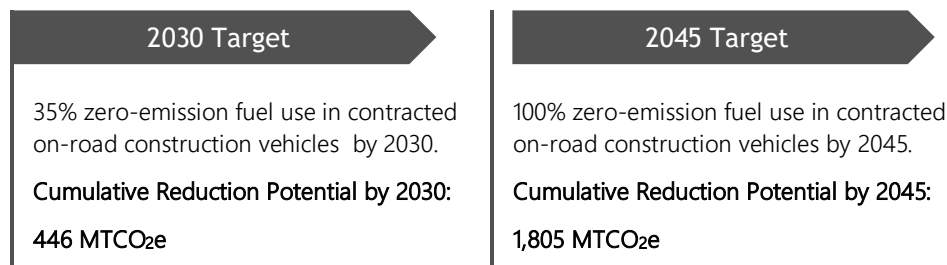 2030 Target
35% zero-emission fuel use in contracted
on-road construction vehicles by 2030.
Cumulative Reduction Potential by 2030:
446 MTCO₂e
2045 Target
100% zero-emission fuel use in contracted
on-road construction vehicles by 2045.
Cumulative Reduction Potential by 2045:
1,805 MTCO₂e